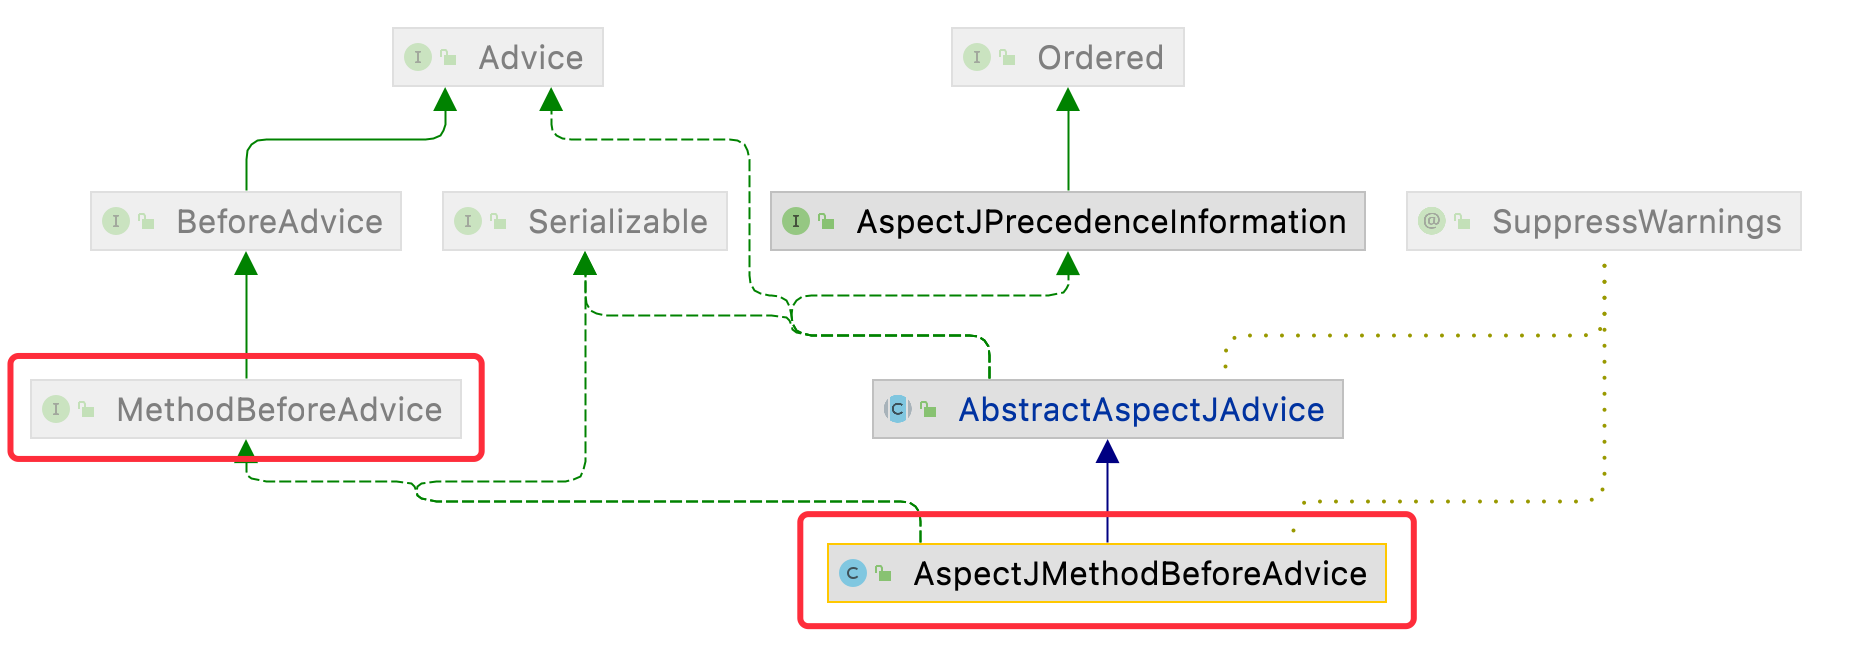 I Advice
I Ordered
I BeforeAdvice
I Serializable
I AspectJPrecedenceInformation
@ SuppressWarnings
I MethodBeforeAdvice
C AbstractAspectJAdvice
C AspectJMethodBeforeAdvice